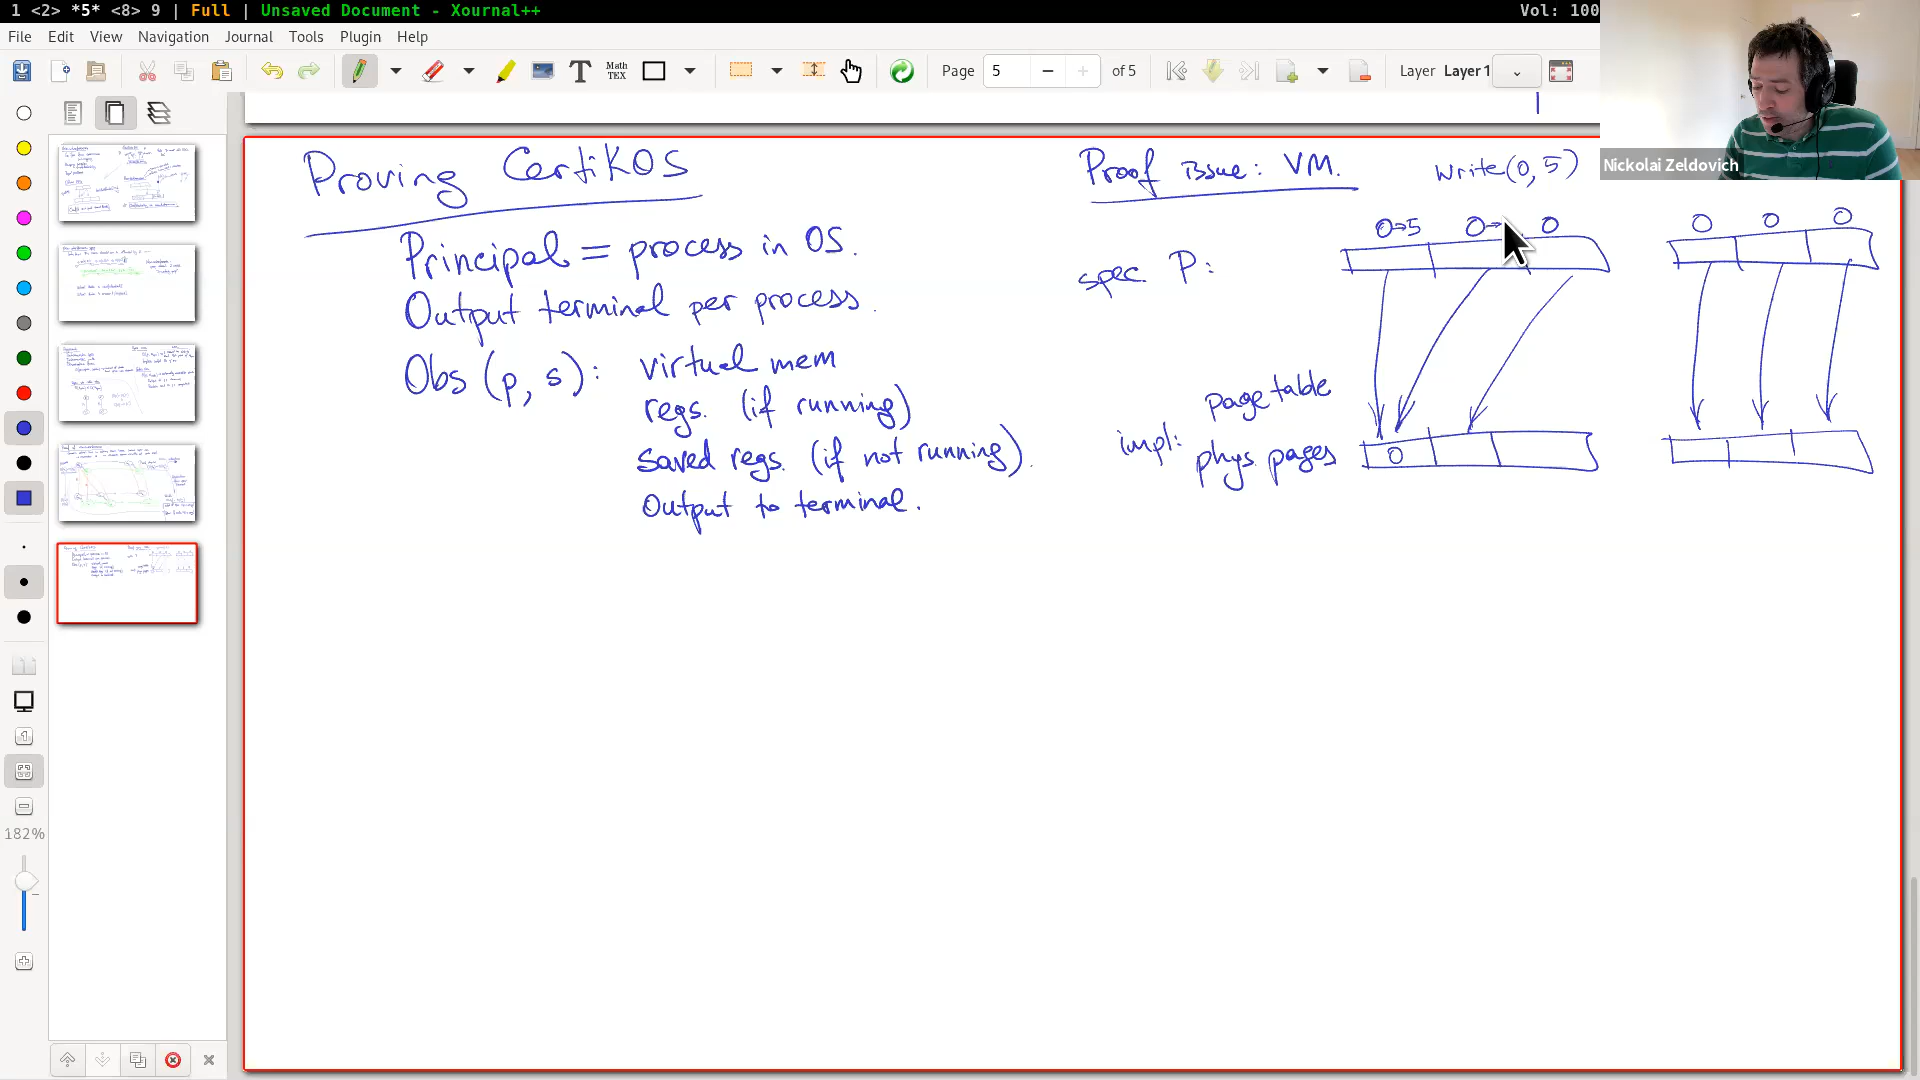 1 <2> *5* <8> 9 | Full | Unsaved Document - Xournal++
Vol: 100
File Edit View Navigation Journal Tools Plugin Help
Page 5 of 5
Layer Layer 1
Nickolai Zeldovich
182%
Proving CertiKOS
Principal = process in OS.
Output terminal per process.
Obs (p, s): virtual mem
regs. (if running)
saved regs. (if not running).
Output to terminal.
Proof issue: VM.
write(0, 5)
0→5 0→ 0
0 0 0
spec. P:
page table
impl: phys. pages
0